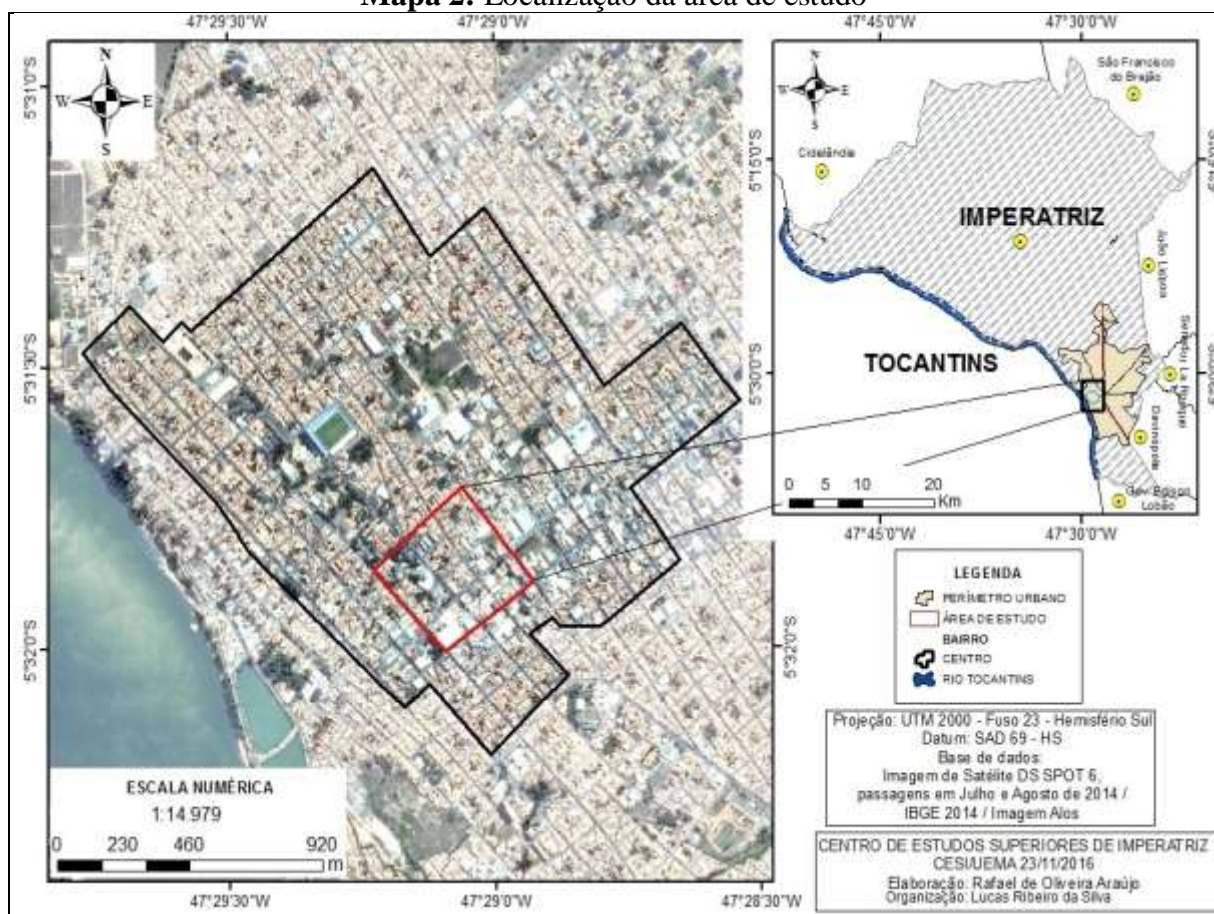 Mapa 2: Localização da área de estudo
47°29'30"W
47°29'0"W
47°45'0"W
47°30'0"W
5°31'0"S
5°31'30"S
5°32'0"S
N
W
E
S
N
W
E
S
São Francisco
do Brejão
Cidelândia
IMPERATRIZ
João Lisboa
TOCANTINS
Senador La Roque
Davinópolis
Gov. Edison
Lobão
5°15'0"S
5°30'0"S
0 5 10 20
Km
47°45'0"W
47°30'0"W
5°32'0"S
LEGENDA
PERÍMETRO URBANO
ÁREA DE ESTUDO
BAIRRO
CENTRO
RIO TOCANTINS
Projeção: UTM 2000 - Fuso 23 - Hemisfério Sul
Datum: SAD 69 - HS
Base de dados:
Imagem de Satélite DS SPOT 6,
passagens em Julho e Agosto de 2014 /
IBGE 2014 / Imagem Alos
CENTRO DE ESTUDOS SUPERIORES DE IMPERATRIZ
CESI/UEMA 23/11/2016
Elaboração: Rafael de Oliveira Araújo
Organização: Lucas Ribeiro da Silva
ESCALA NUMÉRICA
1:14.979
0 230 460 920
m
47°29'30"W
47°29'0"W
47°28'30"W